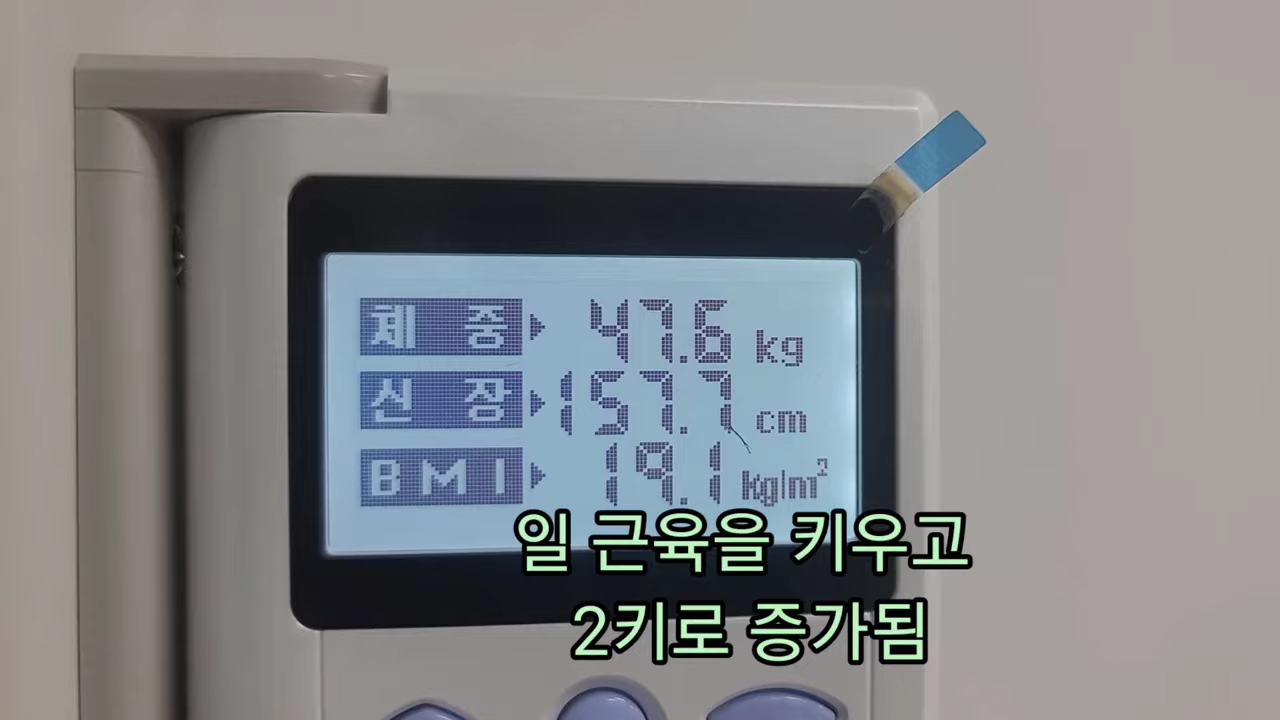 체 중 47.6 kg
신 장 157.7 cm
BMI 19.1 kg/m²
일 근육을 키우고
2키로 증가됨